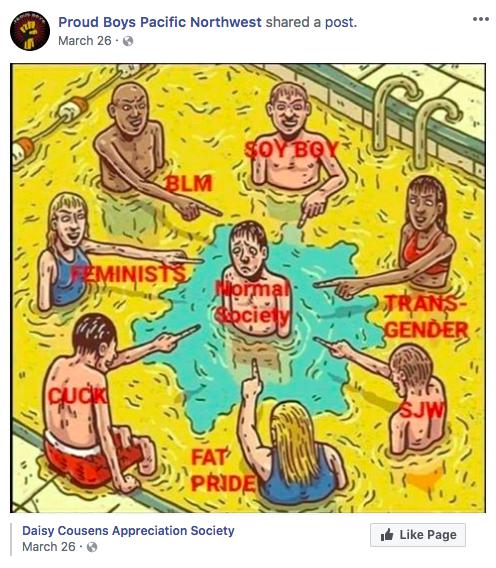 Proud Boys Pacific Northwest shared a post.
March 26 ·
SOY BOY
BLM
FEMINISTS
Normal
Society
TRANS-
GENDER
CUCK
SJW
FAT
PRIDE
Daisy Cousens Appreciation Society
March 26 ·
Like Page